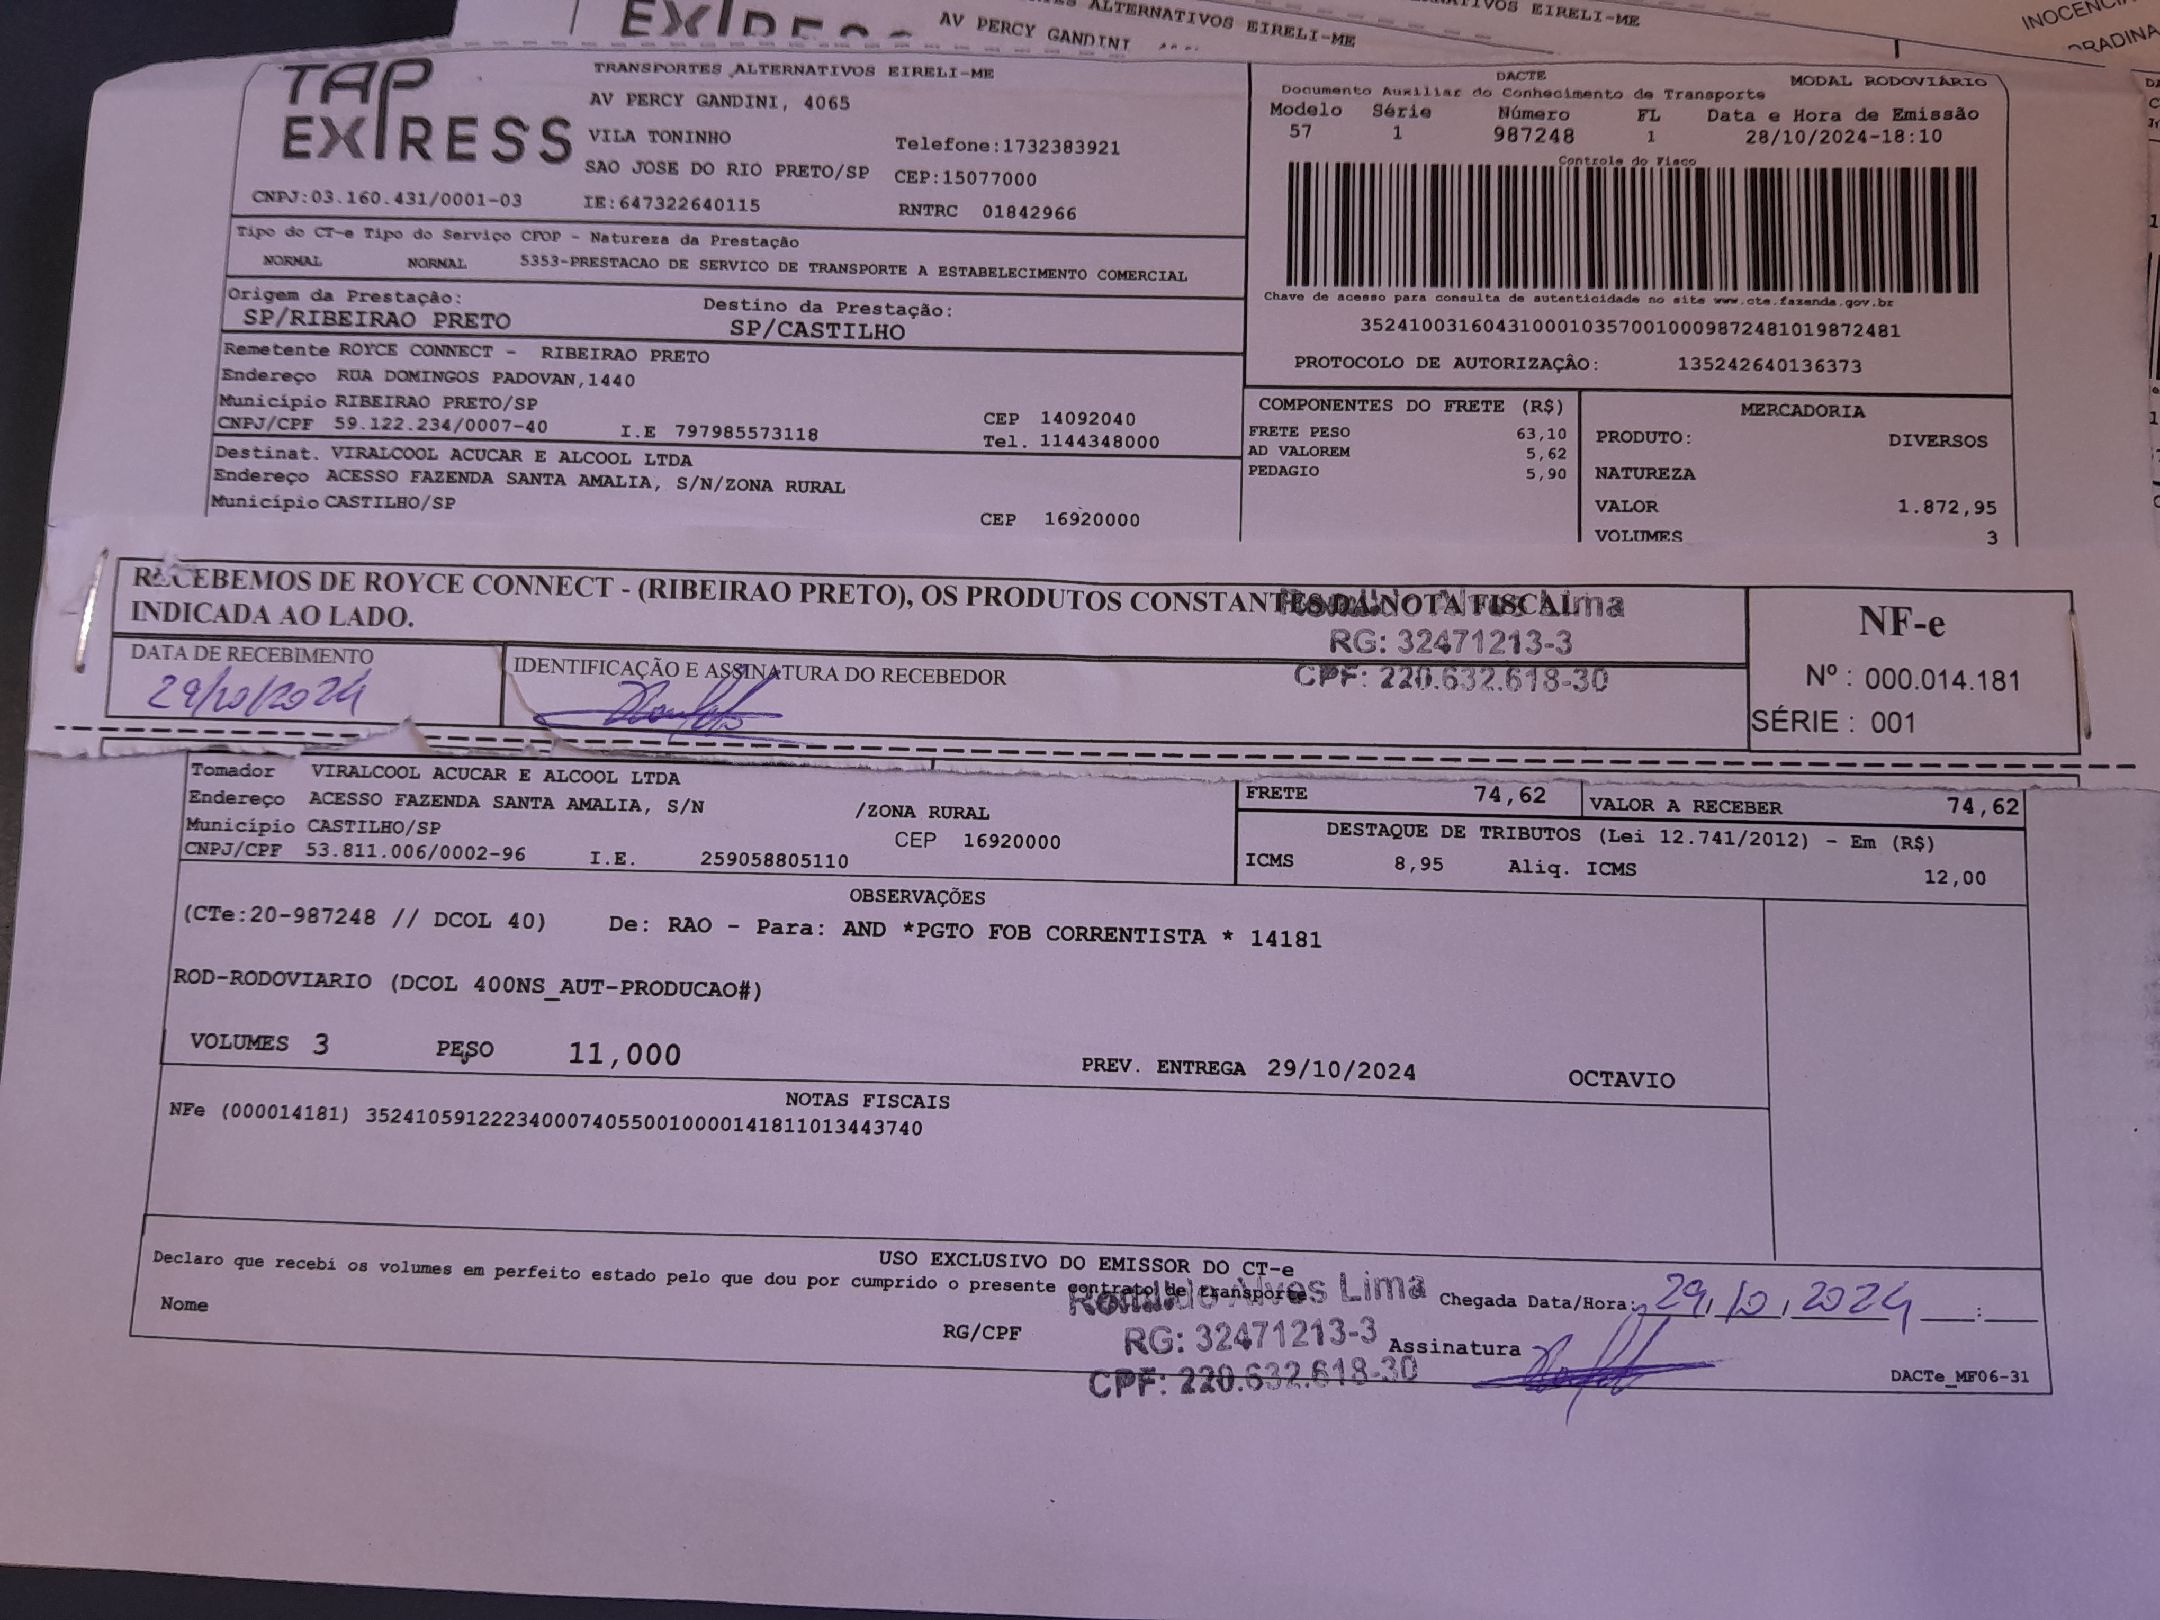 EXPRESS
ALTERNATIVOS EIRELI-ME
AV PERCY GANDINI
EIRELI-ME
TAP
EXPRESS
TRANSPORTES ALTERNATIVOS EIRELI-ME
AV PERCY GANDINI, 4065
VILA TONINHO
Telefone:1732383921
SAO JOSE DO RIO PRETO/SP CEP:15077000
CNPJ:03.160.431/0001-03 IE:647322640115 RNTRC 01842966
DACTE MODAL RODOVIÁRIO
Documento Auxiliar do Conhecimento de Transporte
Modelo Série Número FL Data e Hora de Emissão
57 1 987248 1 28/10/2024-18:10
Controle do Fisco
Chave de acesso para consulta de autenticidade no site www.cte.fazenda.gov.br
35241003160431000103570010009872481019872481
PROTOCOLO DE AUTORIZAÇÂO: 135242640136373
Tipo do CT-e Tipo do Serviço CFOP - Natureza da Prestação
NORMAL NORMAL 5353-PRESTACAO DE SERVICO DE TRANSPORTE A ESTABELECIMENTO COMERCIAL
Origem da Prestação: Destino da Prestação:
SP/RIBEIRAO PRETO SP/CASTILHO
Remetente ROYCE CONNECT - RIBEIRAO PRETO
Endereço RUA DOMINGOS PADOVAN,1440
Município RIBEIRAO PRETO/SP CEP 14092040
CNPJ/CPF 59.122.234/0007-40 I.E 797985573118 Tel. 1144348000
Destinat. VIRALCOOL ACUCAR E ALCOOL LTDA
Endereço ACESSO FAZENDA SANTA AMALIA, S/N/ZONA RURAL
Município CASTILHO/SP CEP 16920000
COMPONENTES DO FRETE (R$)
FRETE PESO 63,10
AD VALOREM 5,62
PEDAGIO 5,90
MERCADORIA
PRODUTO: DIVERSOS
NATUREZA
VALOR 1.872,95
VOLUMES 3
RECEBEMOS DE ROYCE CONNECT - (RIBEIRAO PRETO), OS PRODUTOS CONSTANTES DA NOTA FISCAL
INDICADA AO LADO.
Ronaldo Alves Lima
RG: 32471213-3
CPF: 220.632.618-30
DATA DE RECEBIMENTO
29/10/2024
IDENTIFICAÇÃO E ASSINATURA DO RECEBEDOR
NF-e
Nº : 000.014.181
SÉRIE : 001
Tomador VIRALCOOL ACUCAR E ALCOOL LTDA
Endereço ACESSO FAZENDA SANTA AMALIA, S/N /ZONA RURAL
Município CASTILHO/SP CEP 16920000
CNPJ/CPF 53.811.006/0002-96 I.E. 259058805110
FRETE 74,62 VALOR A RECEBER 74,62
DESTAQUE DE TRIBUTOS (Lei 12.741/2012) - Em (R$)
ICMS 8,95 Aliq. ICMS 12,00
OBSERVAÇÕES
(CTe:20-987248 // DCOL 40) De: RAO - Para: AND *PGTO FOB CORRENTISTA * 14181
ROD-RODOVIARIO (DCOL 400NS_AUT-PRODUCAO#)
VOLUMES 3 PESO 11,000 PREV. ENTREGA 29/10/2024 OCTAVIO
NOTAS FISCAIS
NFe (000014181) 35241059122234000740550010000141811013443740
USO EXCLUSIVO DO EMISSOR DO CT-e
Declaro que recebi os volumes em perfeito estado pelo que dou por cumprido o presente contrato de transporte
Nome RG/CPF
Ronaldo Alves Lima
RG: 32471213-3
CPF: 220.632.618-30
Chegada Data/Hora: 29/10/2024 :
Assinatura
DACTe_MF06-31